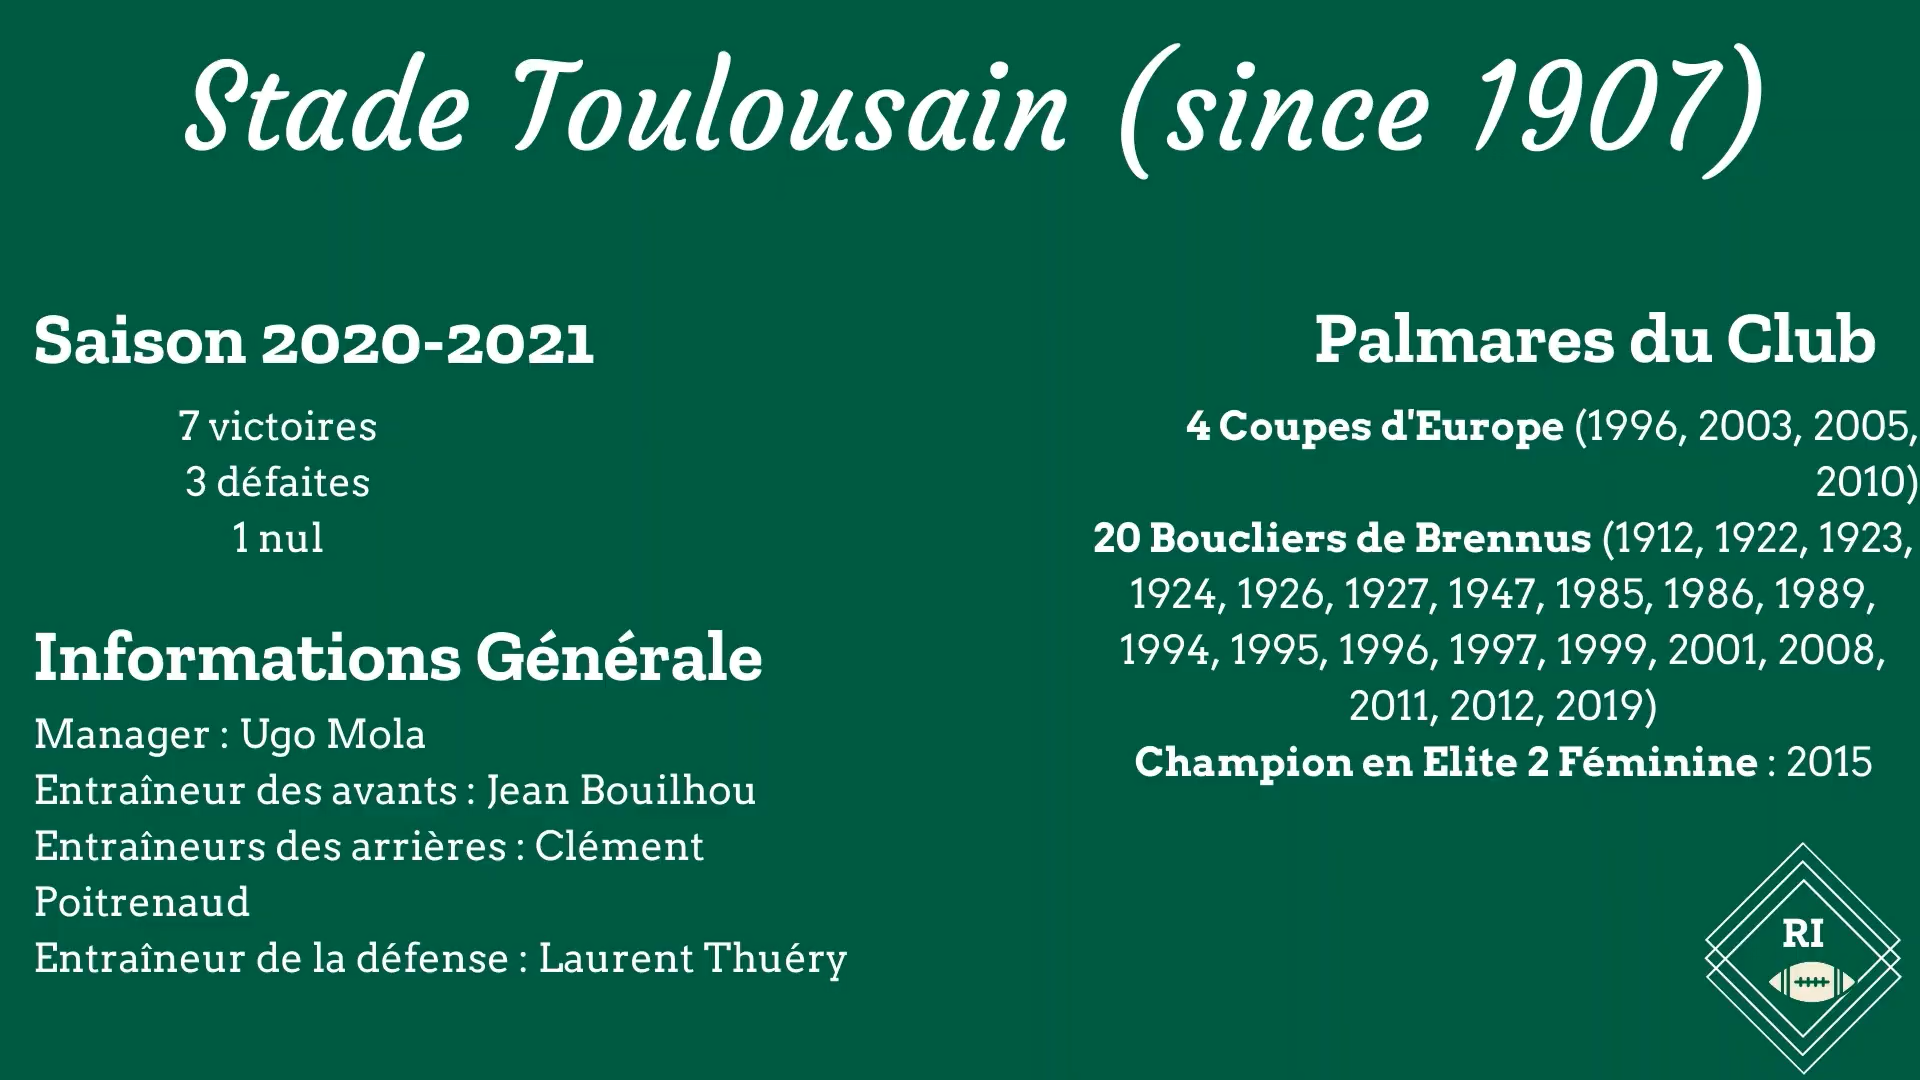 Stade Toulousain (since 1907)
Saison 2020-2021
7 victoires
3 défaites
1 nul
Informations Générale
Manager : Ugo Mola
Entraîneur des avants : Jean Bouilhou
Entraîneurs des arrières : Clément
Poitrenaud
Entraîneur de la défense : Laurent Thuéry
Palmares du Club
4 Coupes d'Europe (1996, 2003, 2005,
2010)
20 Boucliers de Brennus (1912, 1922, 1923,
1924, 1926, 1927, 1947, 1985, 1986, 1989,
1994, 1995, 1996, 1997, 1999, 2001, 2008,
2011, 2012, 2019)
Champion en Elite 2 Féminine : 2015
RI